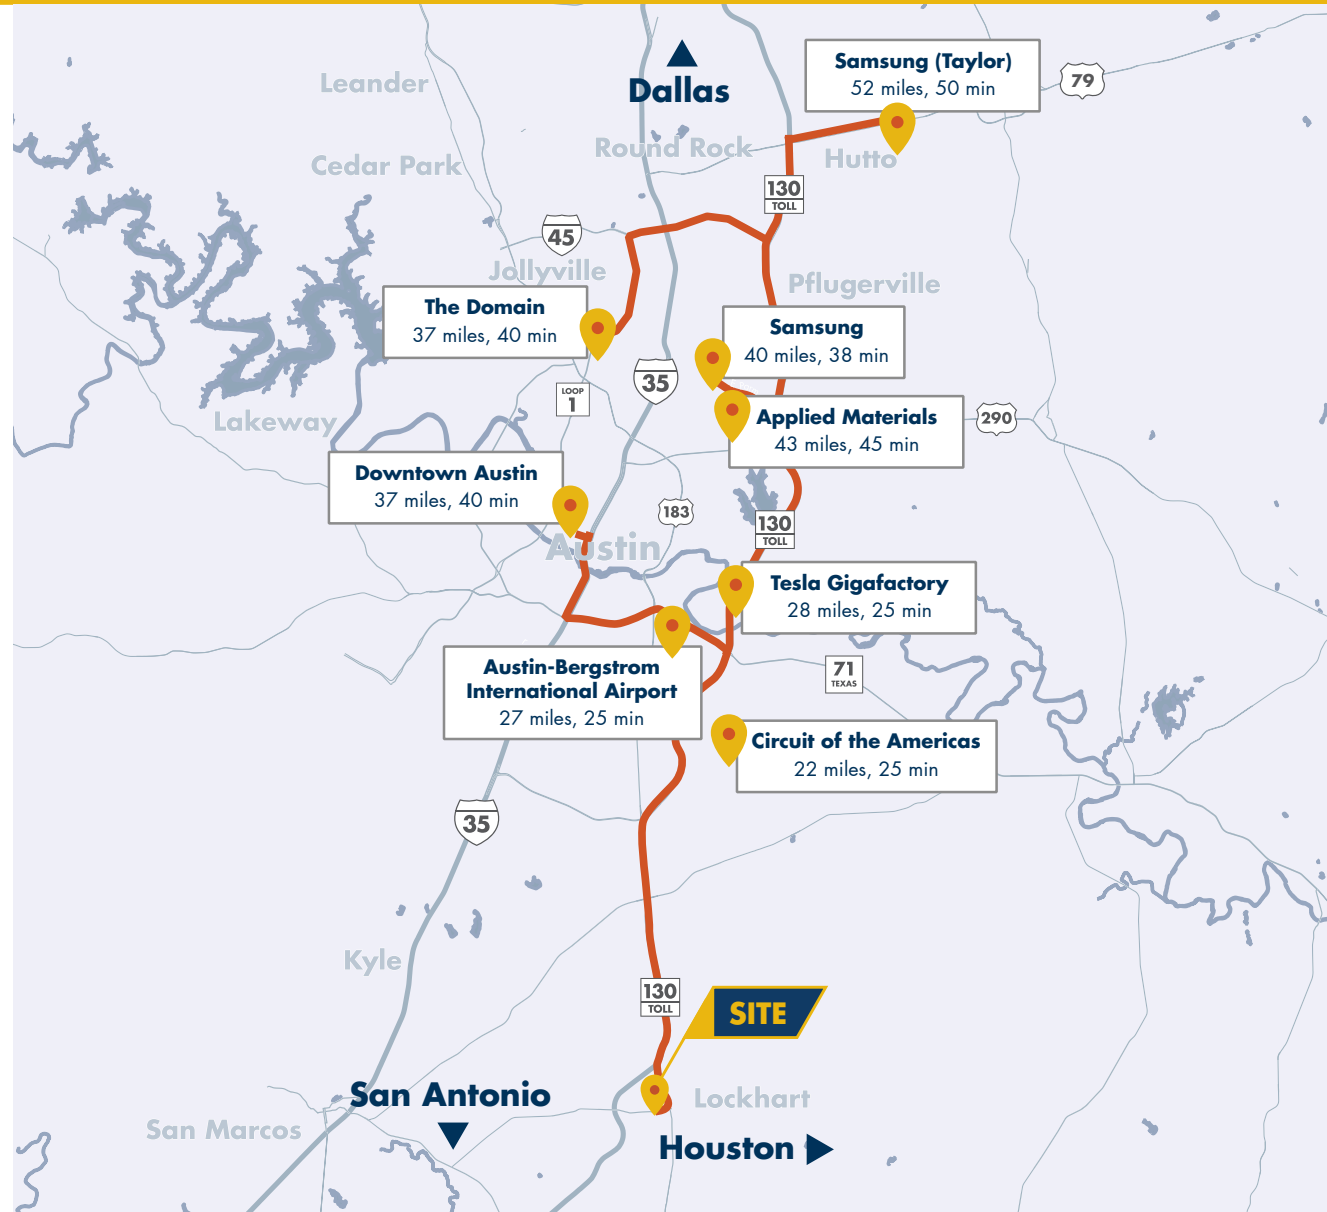 Samsung (Taylor)
52 miles, 50 min
79
Leander
Dallas
Round Rock
Hutto
Cedar Park
130
TOLL
45
Jollyville
Pflugerville
The Domain
37 miles, 40 min
Samsung
40 miles, 38 min
35
LOOP
1
Applied Materials
43 miles, 45 min
290
Lakeway
Downtown Austin
37 miles, 40 min
183
130
TOLL
Austin
Tesla Gigafactory
28 miles, 25 min
Austin-Bergstrom
International Airport
27 miles, 25 min
71
TEXAS
Circuit of the Americas
22 miles, 25 min
35
Kyle
130
TOLL
SITE
San Antonio
Lockhart
San Marcos
Houston